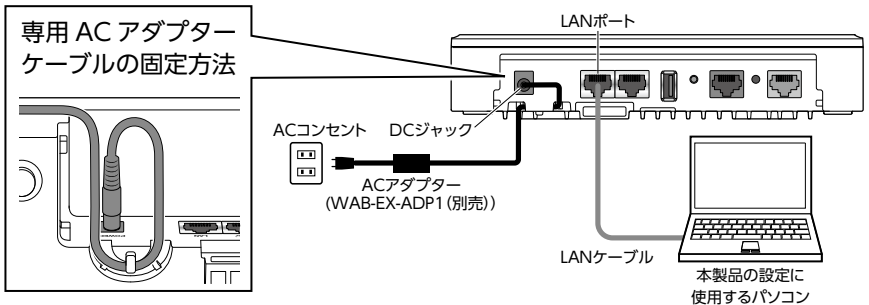 専用 AC アダプター
ケーブルの固定方法
LANポート
ACコンセント
DCジャック
ACアダプター
(WAB-EX-ADP1(別売))
LANケーブル
本製品の設定に
使用するパソコン